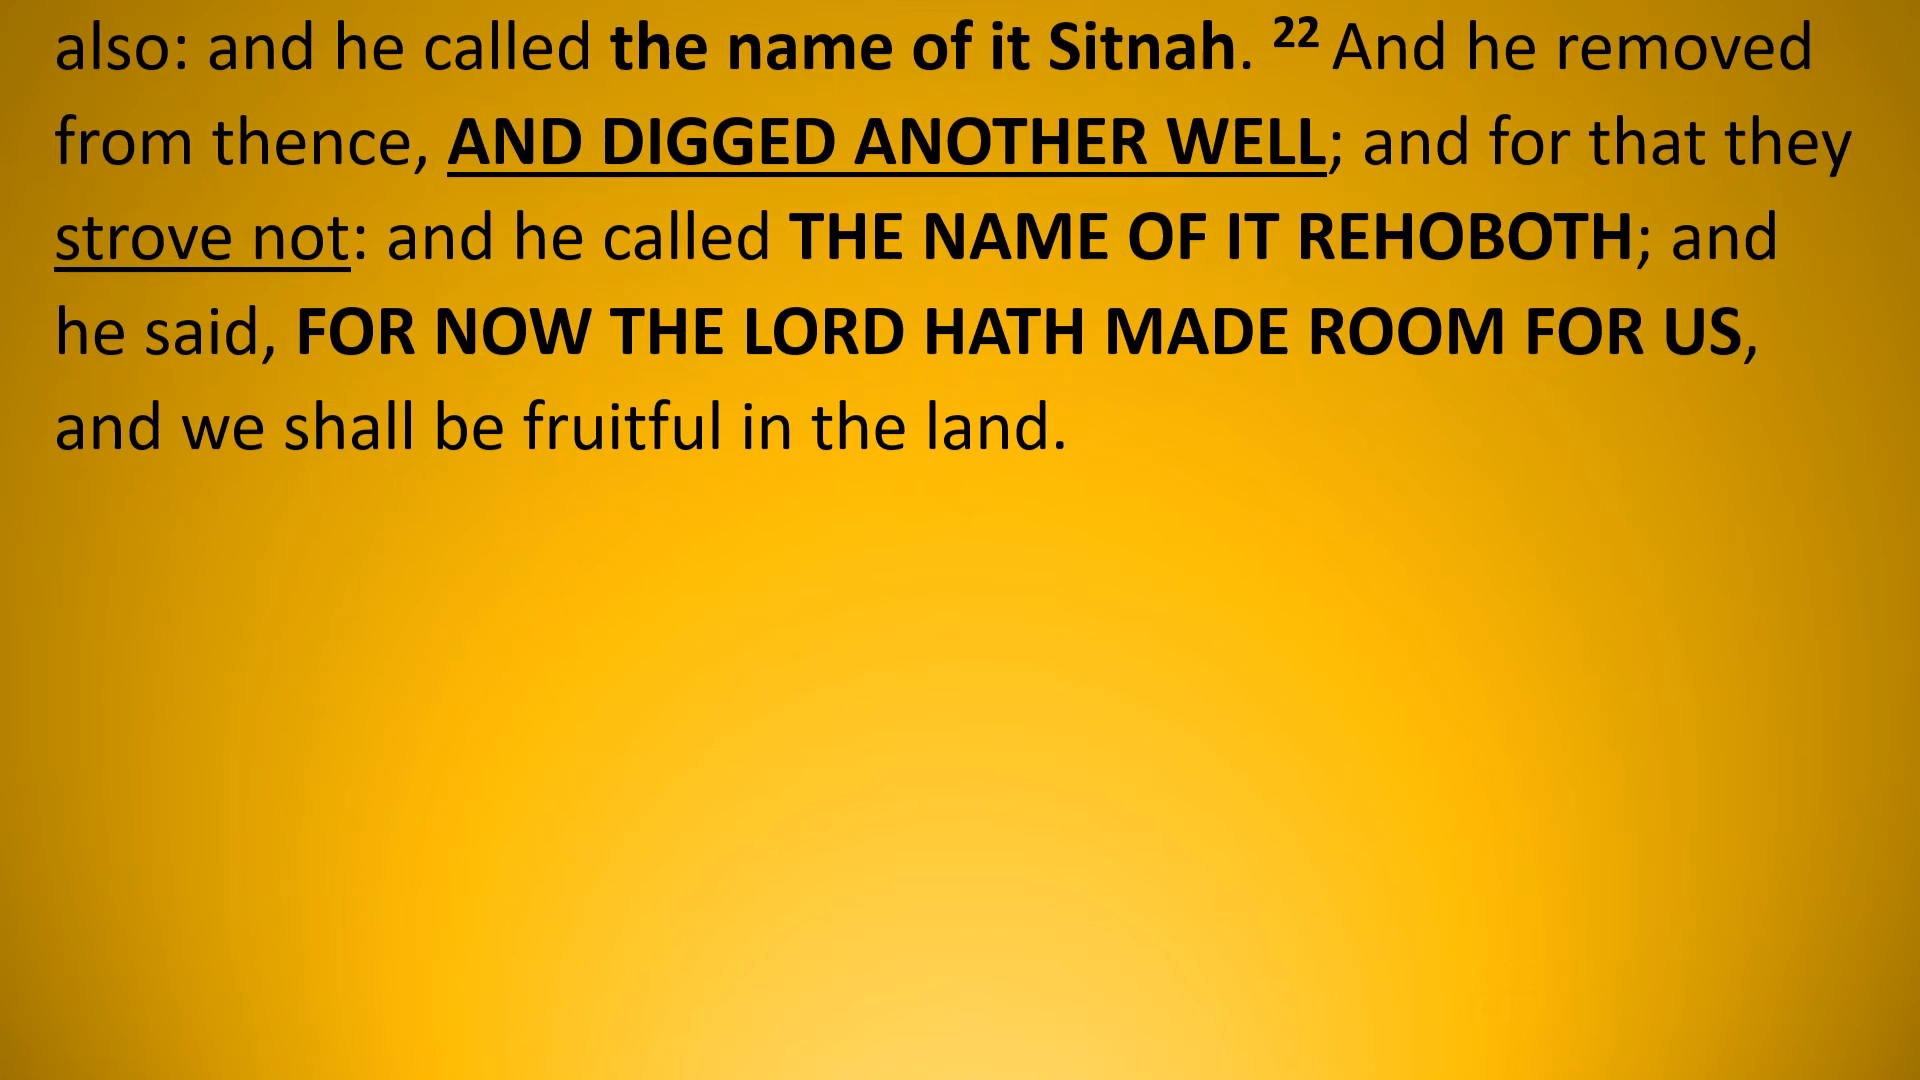 also: and he called the name of it Sitnah. 22 And he removed
from thence, AND DIGGED ANOTHER WELL; and for that they
strove not: and he called THE NAME OF IT REHOBOTH; and
he said, FOR NOW THE LORD HATH MADE ROOM FOR US,
and we shall be fruitful in the land.